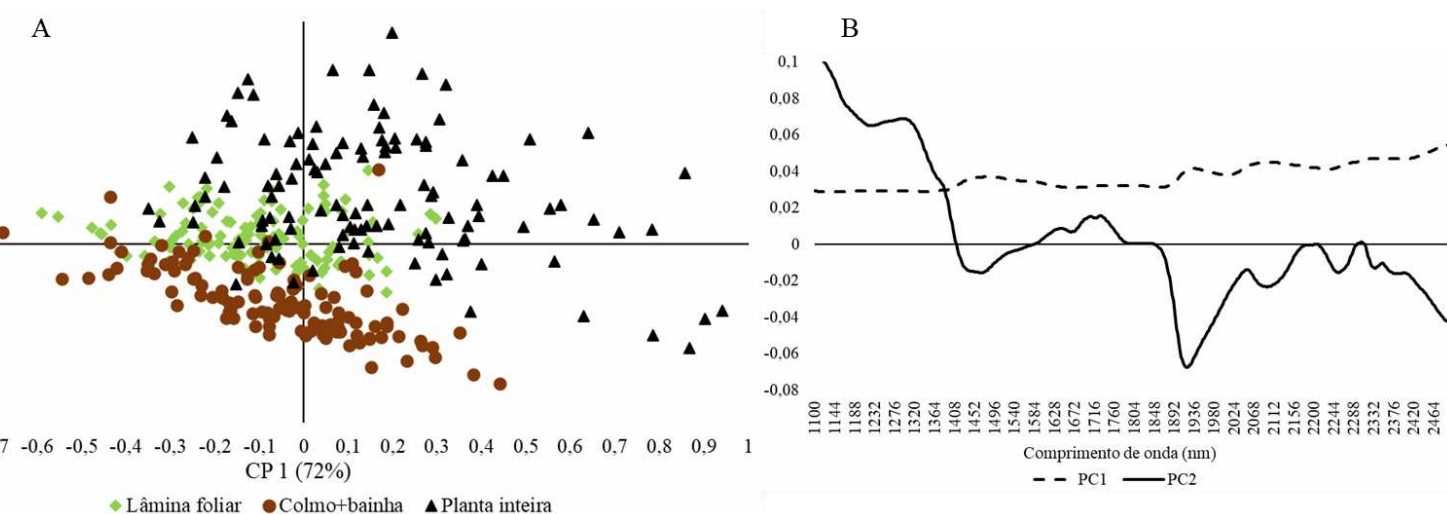 A
7 -0,6 -0,5 -0,4 -0,3 -0,2 -0,1 0 0,1 0,2 0,3 0,4 0,5 0,6 0,7 0,8 0,9 1
CP 1 (72%)
Lâmina foliar Colmo+bainha Planta inteira
B
0,1
0,08
0,06
0,04
0,02
0
-0,02
-0,04
-0,06
-0,08
1100 1144 1188 1232 1276 1320 1364 1408 1452 1496 1540 1584 1628 1672 1716 1760 1804 1848 1892 1936 1980 2024 2068 2112 2156 2200 2244 2288 2332 2376 2420 2464
Comprimento de onda (nm)
PC1 PC2